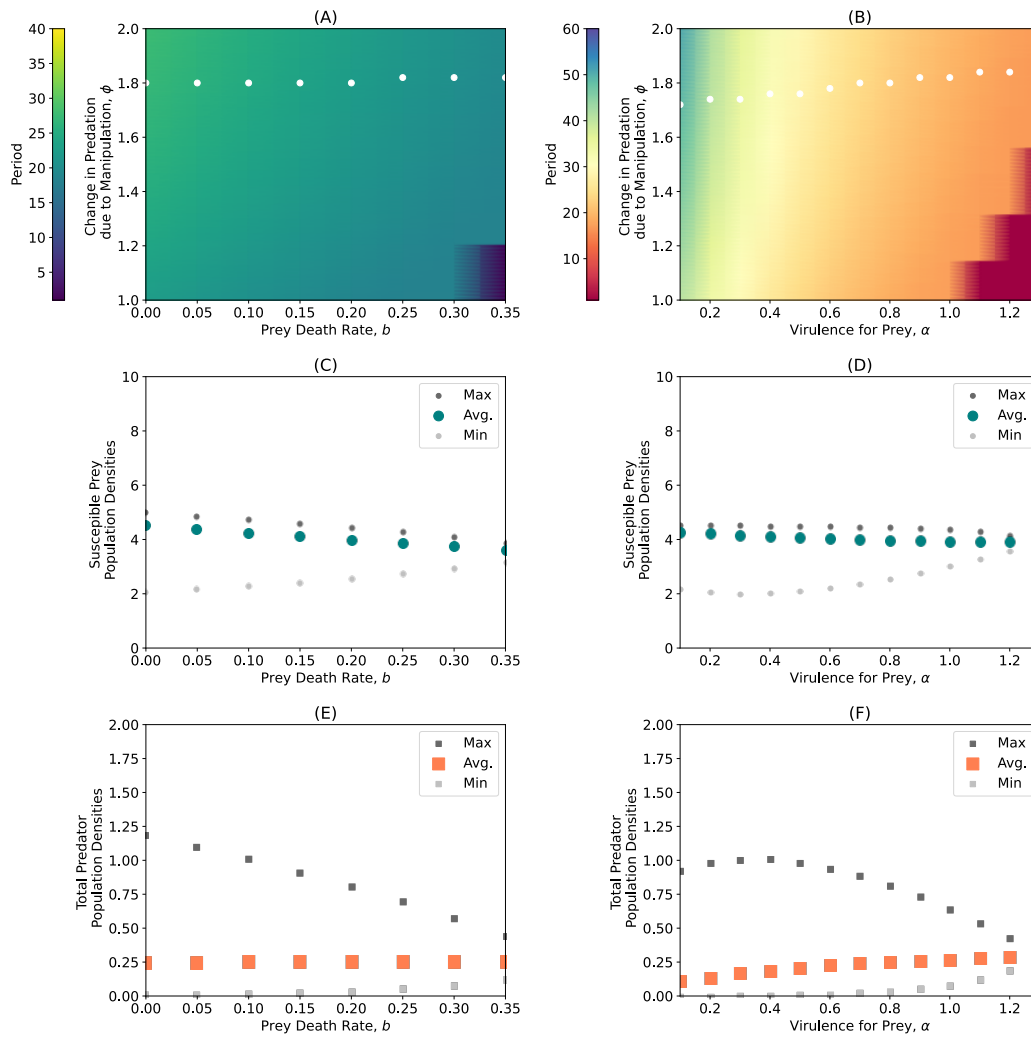 (A)
40
35
30
25
20
15
10
5
Period
2.0
1.8
1.6
1.4
1.2
1.0
Change in Predation
due to Manipulation, ϕ
0.00 0.05 0.10 0.15 0.20 0.25 0.30 0.35
Prey Death Rate, b
(B)
60
50
40
30
20
10
Period
2.0
1.8
1.6
1.4
1.2
1.0
Change in Predation
due to Manipulation, ϕ
0.2 0.4 0.6 0.8 1.0 1.2
Virulence for Prey, α
(C)
10
8
6
4
2
0
Suscepible Prey
Population Densities
Max
Avg.
Min
0.00 0.05 0.10 0.15 0.20 0.25 0.30 0.35
Prey Death Rate, b
(D)
10
8
6
4
2
0
Suscepible Prey
Population Densities
Max
Avg.
Min
0.2 0.4 0.6 0.8 1.0 1.2
Virulence for Prey, α
(E)
2.00
1.75
1.50
1.25
1.00
0.75
0.50
0.25
0.00
Total Predator
Population Densities
Max
Avg.
Min
0.00 0.05 0.10 0.15 0.20 0.25 0.30 0.35
Prey Death Rate, b
(F)
2.00
1.75
1.50
1.25
1.00
0.75
0.50
0.25
0.00
Total Predator
Population Densities
Max
Avg.
Min
0.2 0.4 0.6 0.8 1.0 1.2
Virulence for Prey, α